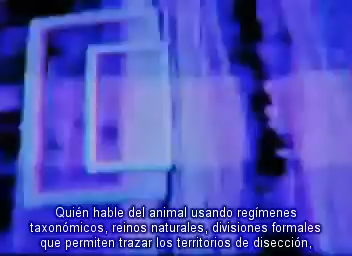 Quién hable del animal usando regímenes
taxonómicos, reinos naturales, divisiones formales
que permiten trazar los territorios de disección,